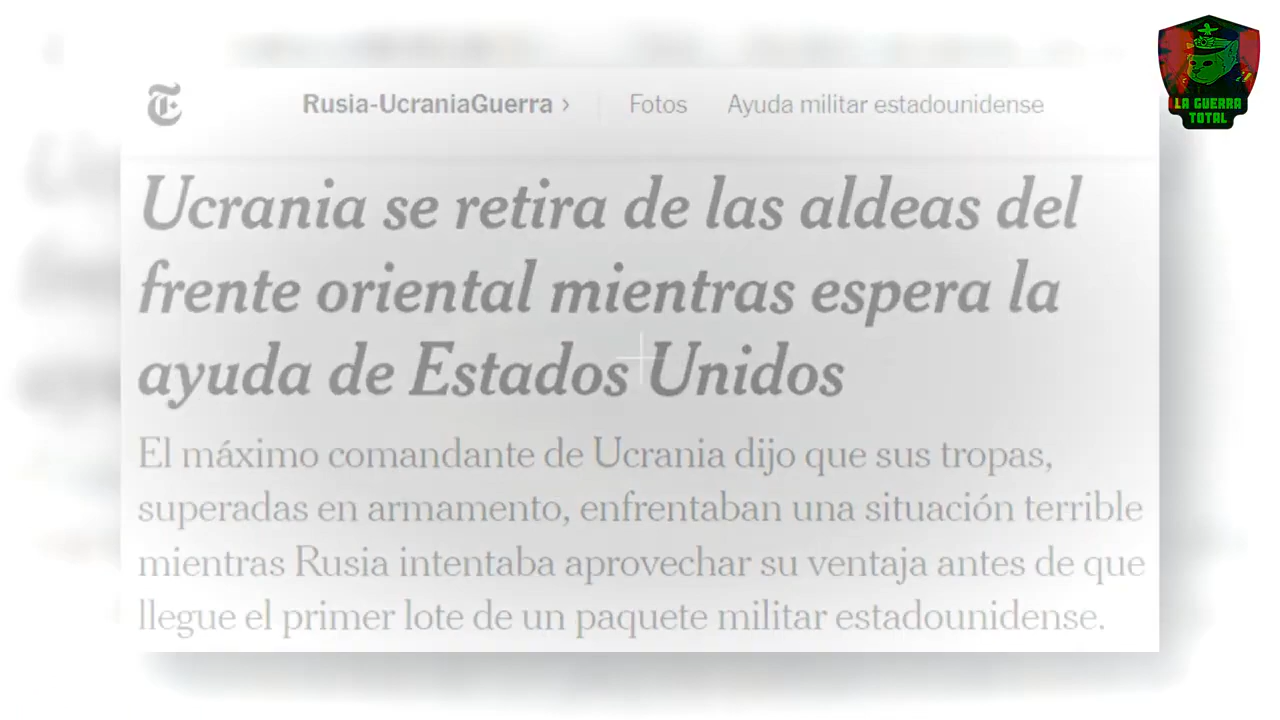 LA GUERRA
TOTAL
Rusia-UcraniaGuerra › Fotos Ayuda militar estadounidense
Ucrania se retira de las aldeas del
frente oriental mientras espera la
ayuda de Estados Unidos
El máximo comandante de Ucrania dijo que sus tropas,
superadas en armamento, enfrentaban una situación terrible
mientras Rusia intentaba aprovechar su ventaja antes de que
llegue el primer lote de un paquete militar estadounidense.